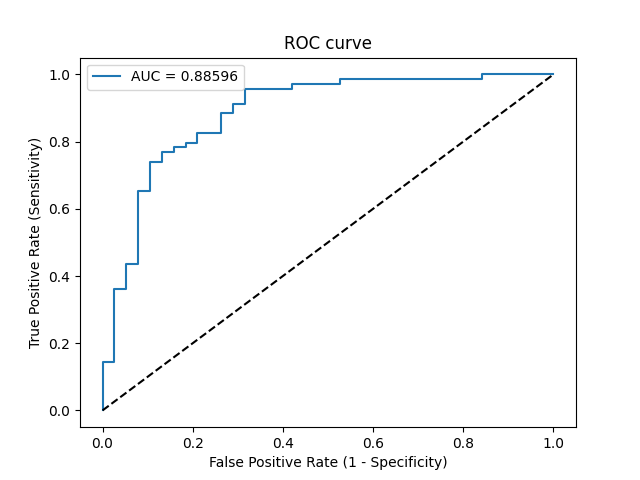 ROC curve
AUC = 0.88596
True Positive Rate (Sensitivity)
1.0
0.8
0.6
0.4
0.2
0.0
0.0 0.2 0.4 0.6 0.8 1.0
False Positive Rate (1 - Specificity)